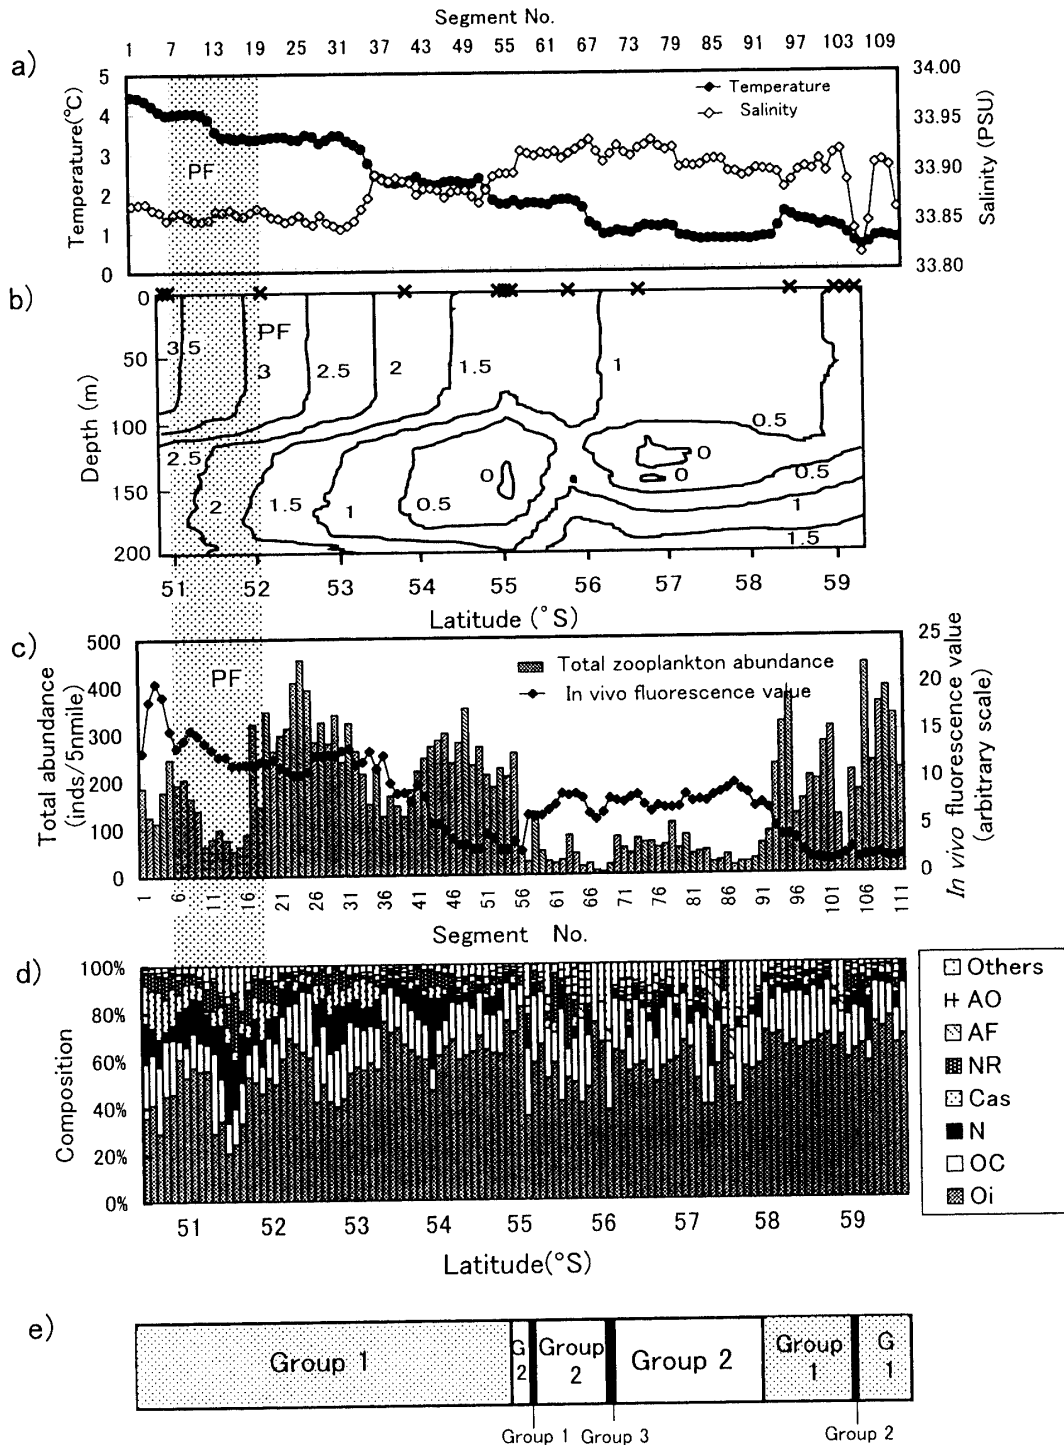 Segment No.
1 7 13 19 25 31 37 43 49 55 61 67 73 79 85 91 97 103 109
a)
5
4
3
2
1
0
Temperature(°C)
PF
Temperature
Salinity
34.00
33.95
33.90
33.85
33.80
Salinity (PSU)
b)
0
50
100
150
200
Depth (m)
PF
3.5
3
2.5
2
1.5
1
0.5
2.5
2
1.5
1
0.5
0
0
0
0.5
1
1.5
51 52 53 54 55 56 57 58 59
Latitude (°S)
c)
500
400
300
200
100
0
Total abundance
(inds/5nmile)
PF
Total zooplankton abundance
In vivo fluorescence value
25
20
15
10
5
0
In vivo fluorescence value
(arbitrary scale)
1 6 11 16 21 26 31 36 41 46 51 56 61 66 71 76 81 86 91 96 101 106 111
Segment No.
d)
100%
80%
60%
40%
20%
0%
Composition
Others
AO
AF
NR
Cas
N
OC
Oi
51 52 53 54 55 56 57 58 59
Latitude(°S)
e)
Group 1
G
2
Group
2
Group 2
Group
1
G
1
Group 1 Group 3 Group 2